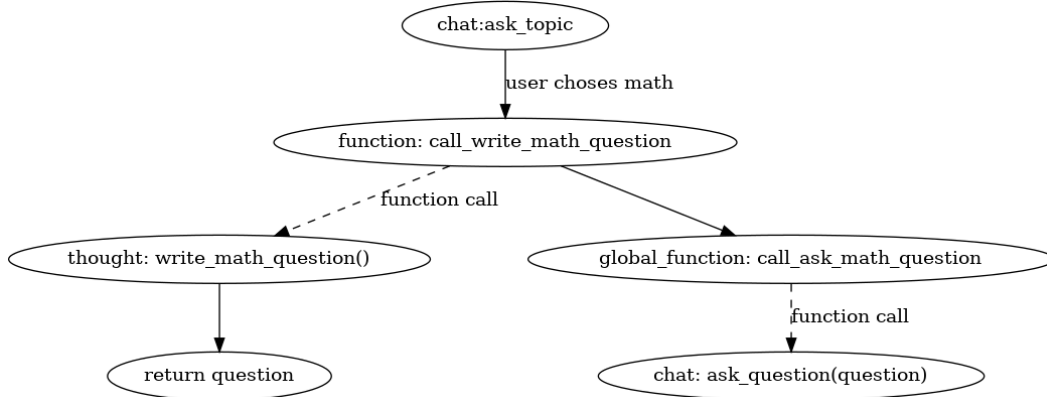 chat:ask_topic
user choses math
function: call_write_math_question
function call
thought: write_math_question()
global_function: call_ask_math_question
function call
return question
chat: ask_question(question)